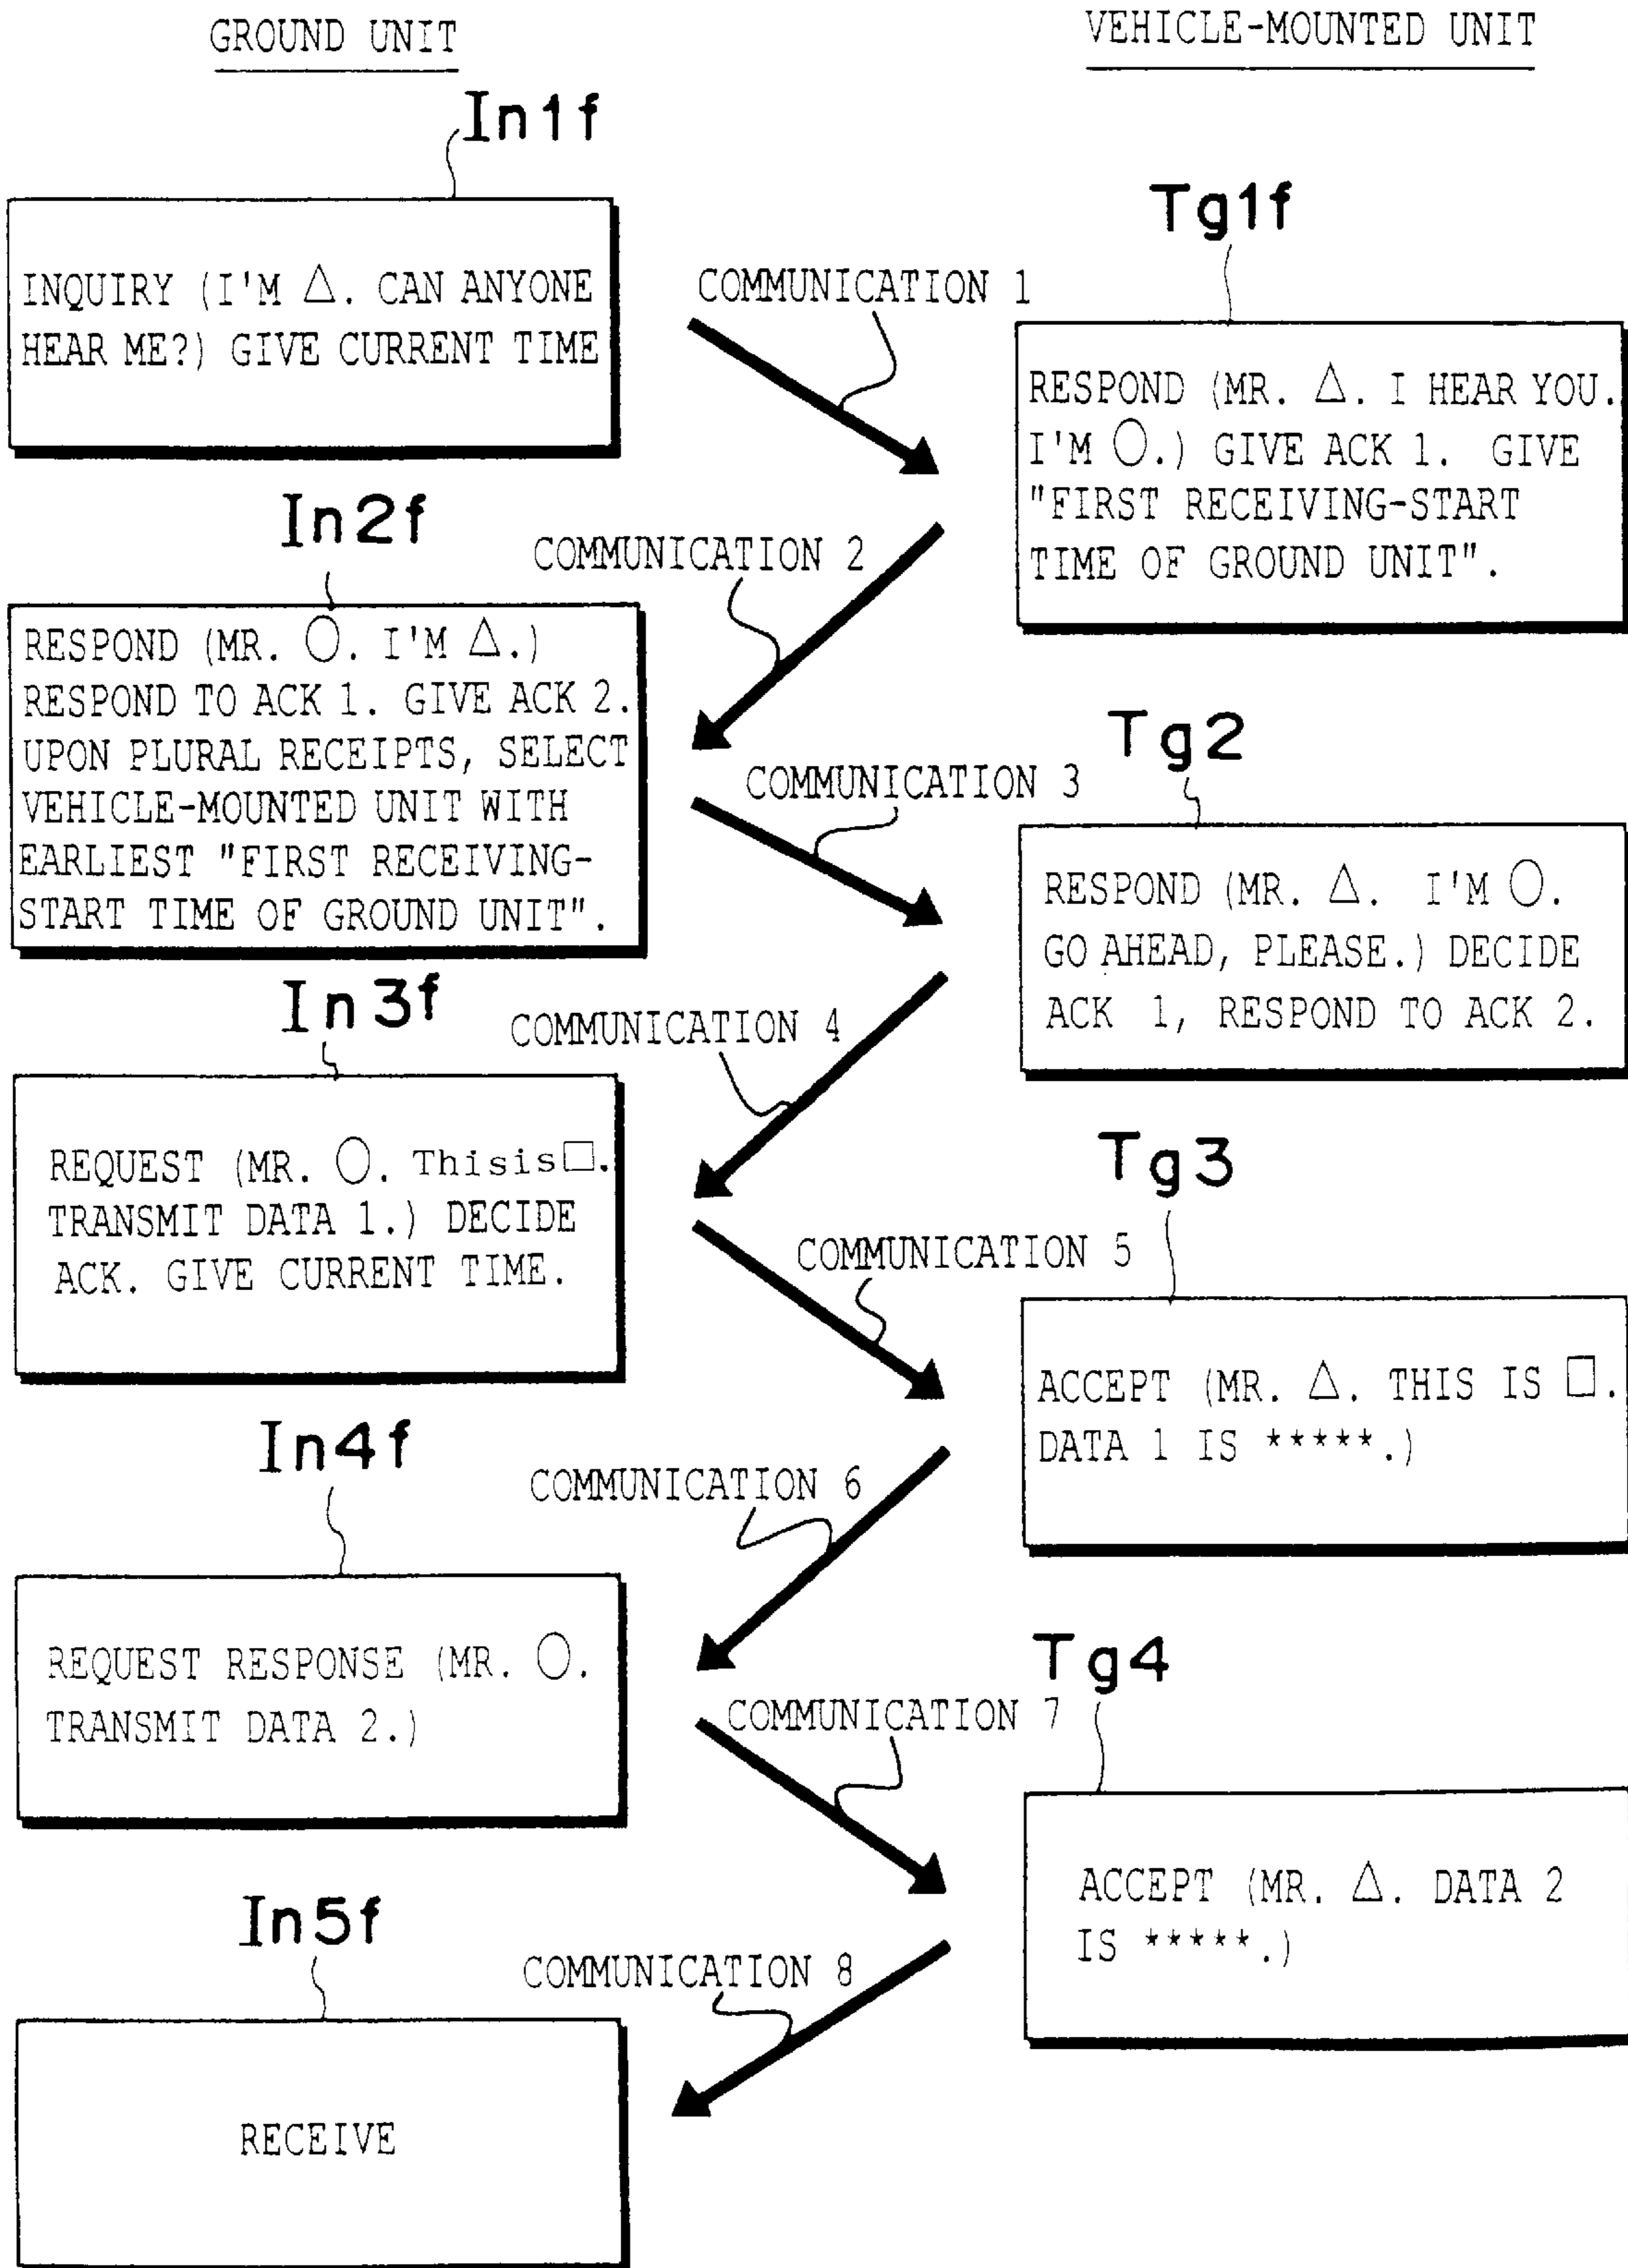 GROUND UNIT
VEHICLE-MOUNTED UNIT
In1f
INQUIRY (I'M △. CAN ANYONE
HEAR ME?) GIVE CURRENT TIME
COMMUNICATION 1
Tg1f
RESPOND (MR. △. I HEAR YOU.
I'M ○.) GIVE ACK 1. GIVE
"FIRST RECEIVING-START
TIME OF GROUND UNIT".
COMMUNICATION 2
In2f
RESPOND (MR. ○. I'M △.)
RESPOND TO ACK 1. GIVE ACK 2.
UPON PLURAL RECEIPTS, SELECT
VEHICLE-MOUNTED UNIT WITH
EARLIEST "FIRST RECEIVING-
START TIME OF GROUND UNIT".
COMMUNICATION 3
Tg2
RESPOND (MR. △. I'M ○.
GO AHEAD, PLEASE.) DECIDE
ACK 1, RESPOND TO ACK 2.
COMMUNICATION 4
In3f
REQUEST (MR. ○. Thisis□.
TRANSMIT DATA 1.) DECIDE
ACK. GIVE CURRENT TIME.
COMMUNICATION 5
Tg3
ACCEPT (MR. △. THIS IS □.
DATA 1 IS *****.)
COMMUNICATION 6
In4f
REQUEST RESPONSE (MR. ○.
TRANSMIT DATA 2.)
COMMUNICATION 7
Tg4
ACCEPT (MR. △. DATA 2
IS *****.)
COMMUNICATION 8
In5f
RECEIVE